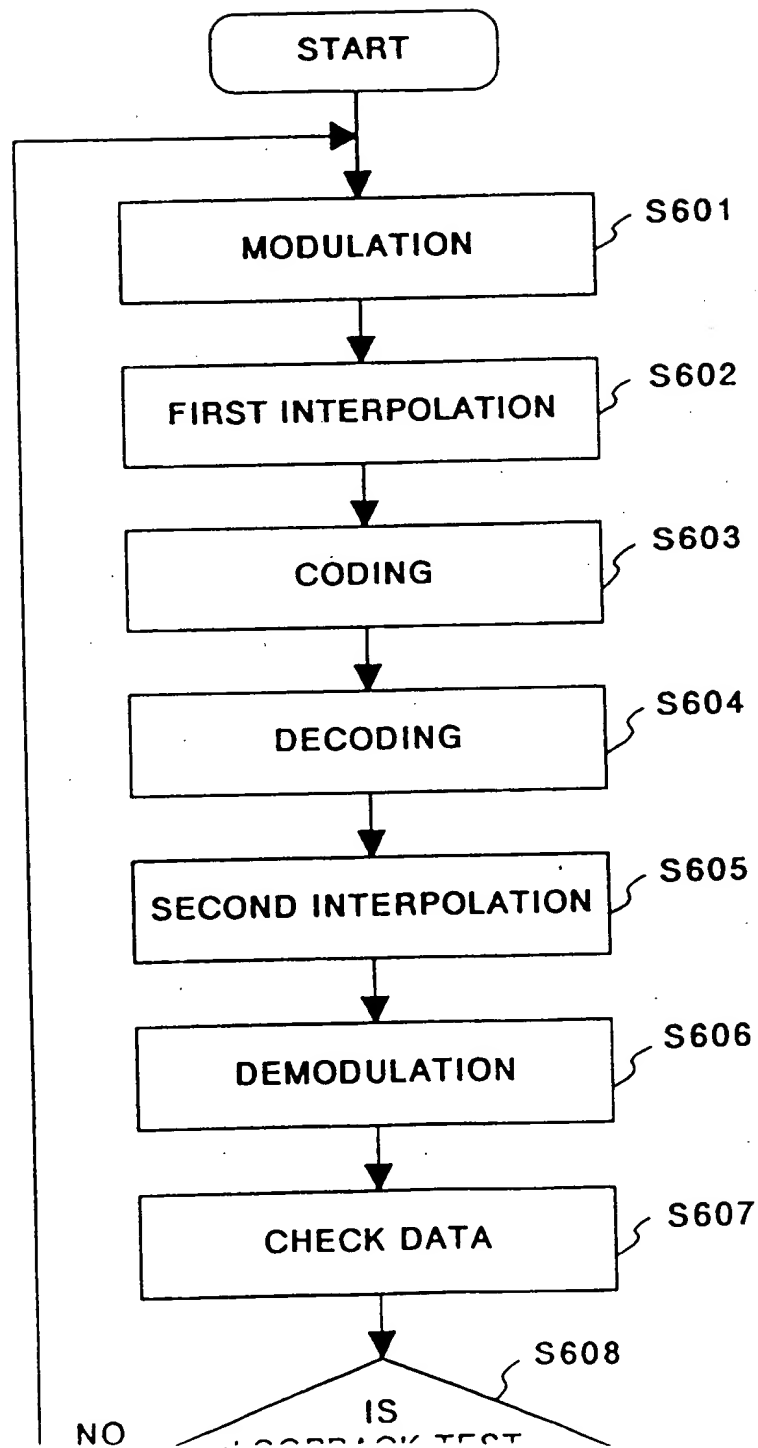 START
MODULATION
S601
FIRST INTERPOLATION
S602
CODING
S603
DECODING
S604
SECOND INTERPOLATION
S605
DEMODULATION
S606
CHECK DATA
S607
S608
IS
NO